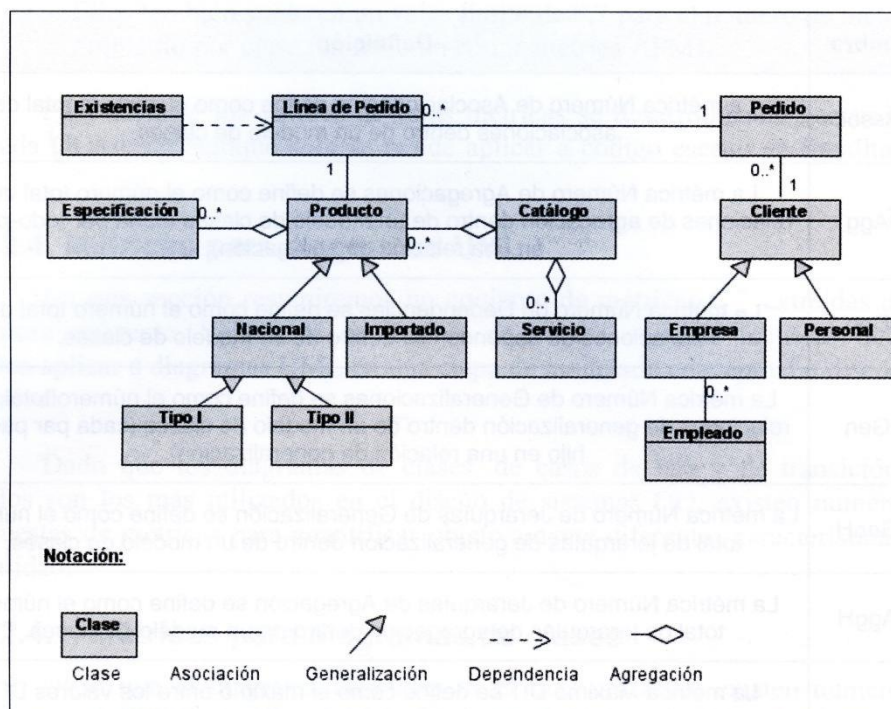 Existencias
Línea de Pedido
0..*
1
Pedido
1
0..*
1
Especificación
0..*
Producto
0..*
Catálogo
Cliente
0..*
Nacional
Importado
Servicio
Empresa
Personal
0..*
Tipo I
Tipo II
Empleado
Notación:
Clase
Clase
Asociación
Generalización
Dependencia
Agregación